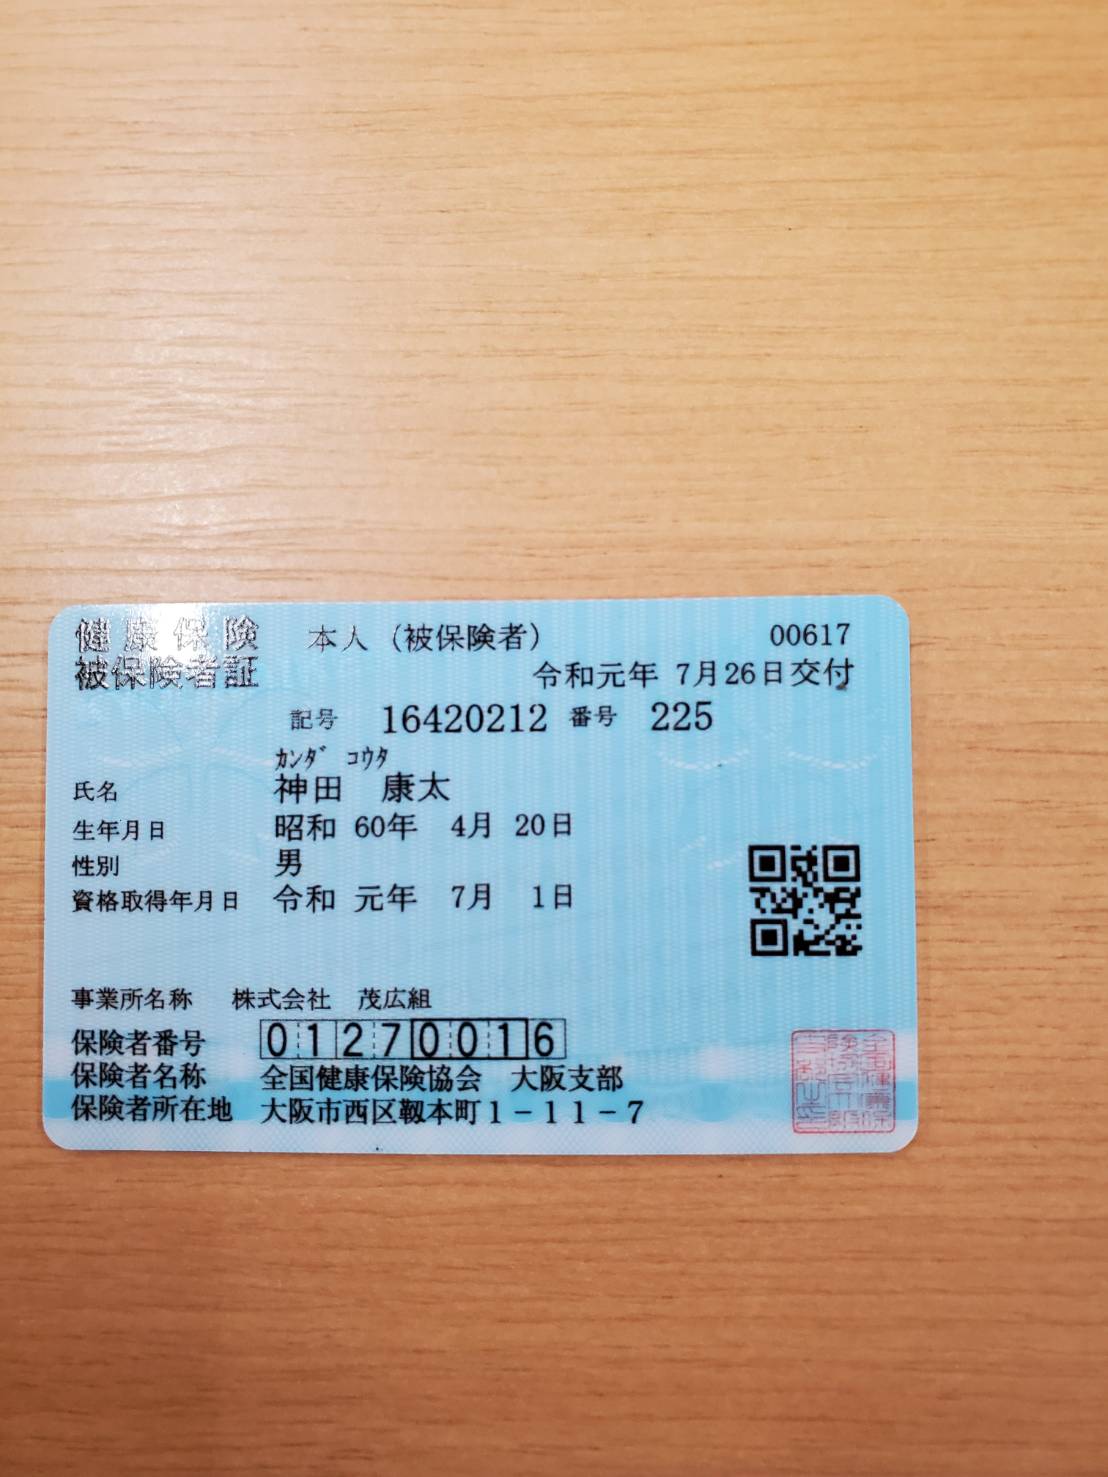 健康保険 本人（被保険者） 00617
被保険者証 令和元年 7月26日交付
記号 16420212 番号 225
カンダ コウタ
氏名 神田 康太
生年月日 昭和 60年 4月 20日
性別 男
資格取得年月日 令和 元年 7月 1日
事業所名称 株式会社 茂広組
保険者番号 01270016
保険者名称 全国健康保険協会 大阪支部
保険者所在地 大阪市西区靱本町1－11－7